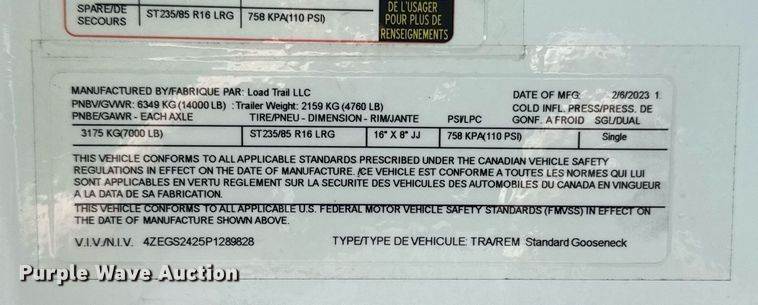 SPARE/DE SECOURS ST235/85 R16 LRG 758 KPA(110 PSI)
DE L'USAGER
POUR PLUS DE
RENSEIGNEMENTS
MANUFACTURED BY/FABRIQUE PAR: Load Trail LLC DATE OF MFG: 2/6/2023 1
PNBV/GVWR: 6349 KG (14000 LB) :Trailer Weight: 2159 KG (4760 LB) COLD INFL. PRESS/PRESS. DE
PNBE/GAWR - EACH AXLE TIRE/PNEU - DIMENSION - RIM/JANTE PSI/LPC GONF. A FROID SGL/DUAL
3175 KG(7000 LB) ST235/85 R16 LRG 16" X 8" JJ 758 KPA(110 PSI) Single
THIS VEHICLE CONFORMS TO ALL APPLICABLE STANDARDS PRESCRIBED UNDER THE CANADIAN VEHICLE SAFETY
REGULATIONS IN EFFECT ON THE DATE OF MANUFACTURE. /CE VEHICLE EST CONFORME A TOUTES LES NORMES QUI LUI
SONT APPLICABLES EN VERTU REGLEMENT SUR LA SECURITE DES VEHICULES DES AUTOMOBILES DU CANADA EN VINGUEUR
A LA DATA DE SA FABRICATION.
THIS VEHICLE CONFORMS TO ALL APPLICABLE U.S. FEDERAL MOTOR VEHICLE SAFETY STANDARDS (FMVSS) IN EFFECT ON
THE DATE OF MANUFACTURE SHOWN ABOVE.
V.I.V/N.I.V. 4ZEGS2425P1289828 TYPE/TYPE DE VEHICULE: TRA/REM Standard Gooseneck
Purple Wave Auction